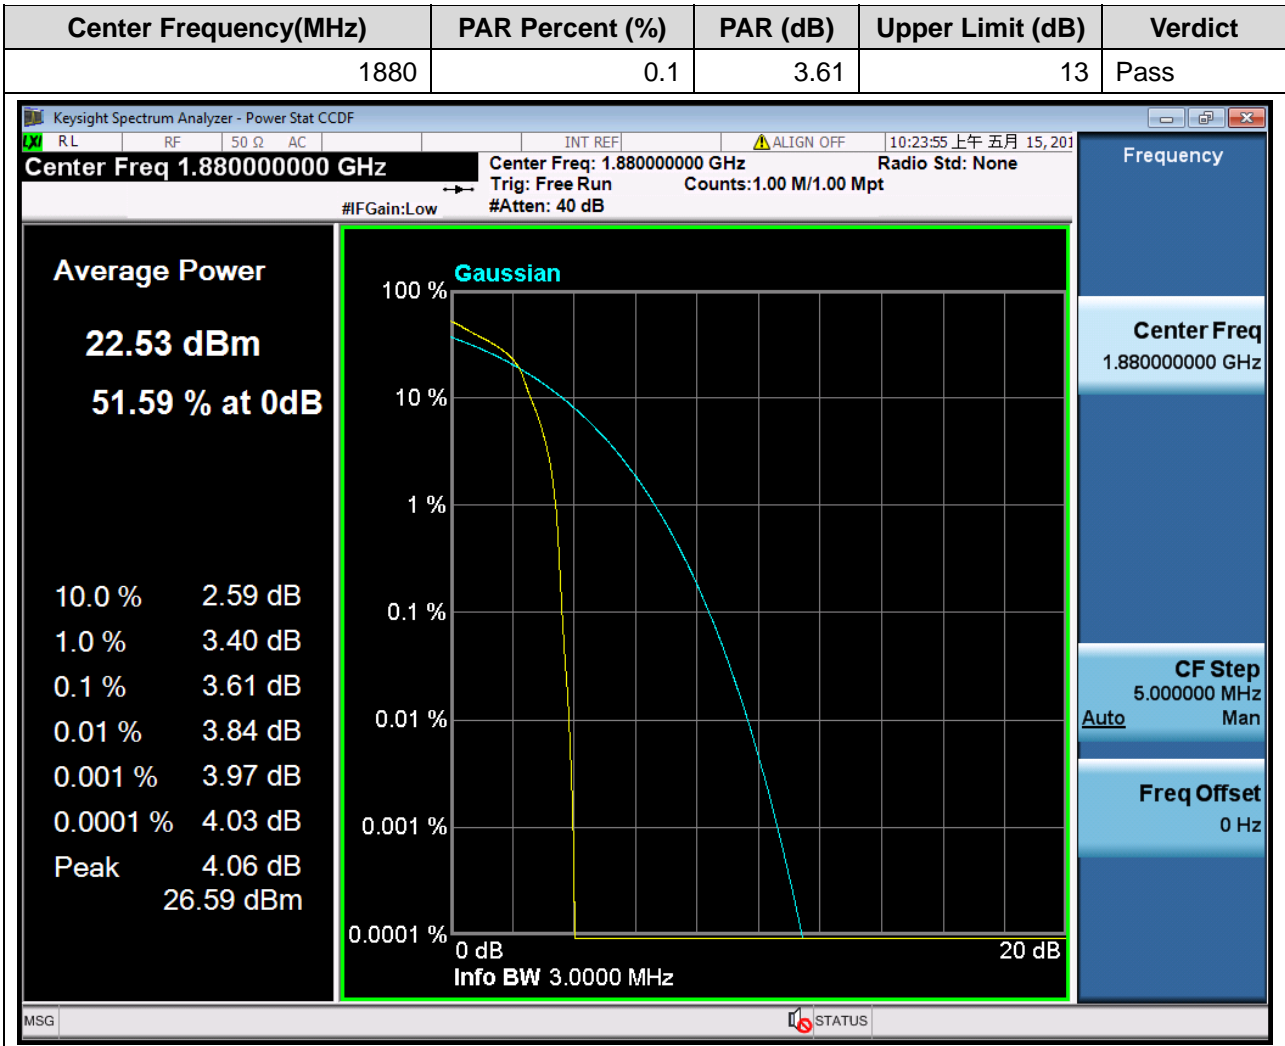 Center Frequency(MHz) PAR Percent (%) PAR (dB) Upper Limit (dB) Verdict
1880 0.1 3.61 13 Pass
Keysight Spectrum Analyzer - Power Stat CCDF
LXI RL RF 50 Ω AC INT REF ALIGN OFF 10:23:55 上午 五月 15, 201
Center Freq 1.880000000 GHz
Center Freq: 1.880000000 GHz Radio Std: None
Trig: Free Run Counts:1.00 M/1.00 Mpt
#IFGain:Low #Atten: 40 dB
Average Power
22.53 dBm
51.59 % at 0dB
10.0 % 2.59 dB
1.0 % 3.40 dB
0.1 % 3.61 dB
0.01 % 3.84 dB
0.001 % 3.97 dB
0.0001 % 4.03 dB
Peak 4.06 dB
26.59 dBm
Gaussian
100 %
10 %
1 %
0.1 %
0.01 %
0.001 %
0.0001 %
0 dB 20 dB
Info BW 3.0000 MHz
Frequency
Center Freq
1.880000000 GHz
CF Step
5.000000 MHz
Auto Man
Freq Offset
0 Hz
MSG STATUS